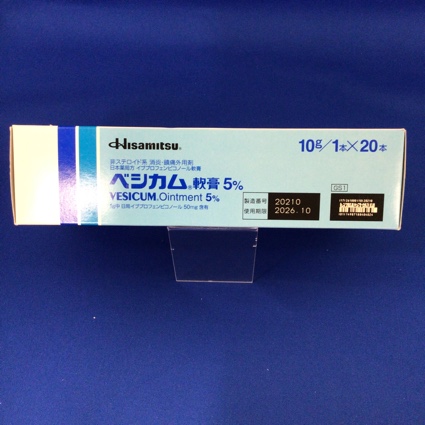 Hisamitsu®
10g/1本×20本
非ステロイド系 消炎・鎮痛外用剤
日本薬局方 イブプロフェンピコノール軟膏
ベシカム®軟膏5%
VESICUM®Ointment 5%
1g中 日局イブプロフェンピコノール 50mg 含有
製造番号 20210
使用期限 2026.10
GS1